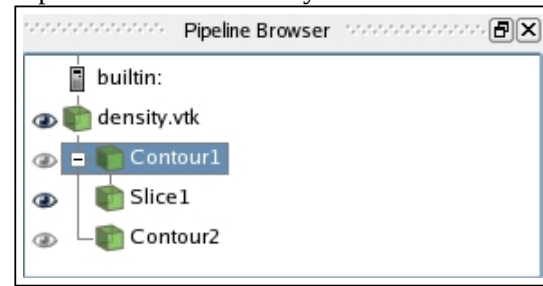 Pipeline Browser
builtin:
density.vtk
Contour1
Slice1
Contour2